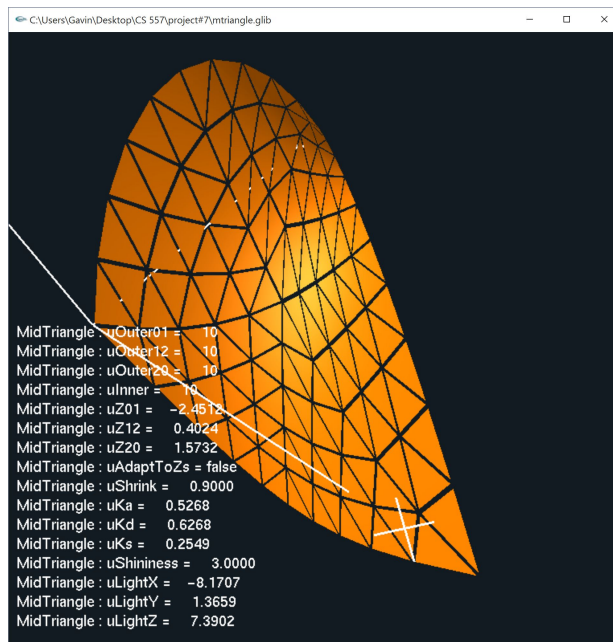 C:\Users\Gavin\Desktop\CS 557\project#7\mtriangle.glib
MidTriangle : uOuter01 = 10
MidTriangle : uOuter12 = 10
MidTriangle : uOuter20 = 10
MidTriangle : uInner = 10
MidTriangle : uZ01 = -2.4512
MidTriangle : uZ12 = 0.4024
MidTriangle : uZ20 = 1.5732
MidTriangle : uAdaptToZs = false
MidTriangle : uShrink = 0.9000
MidTriangle : uKa = 0.5268
MidTriangle : uKd = 0.6268
MidTriangle : uKs = 0.2549
MidTriangle : uShininess = 3.0000
MidTriangle : uLightX = -8.1707
MidTriangle : uLightY = 1.3659
MidTriangle : uLightZ = 7.3902